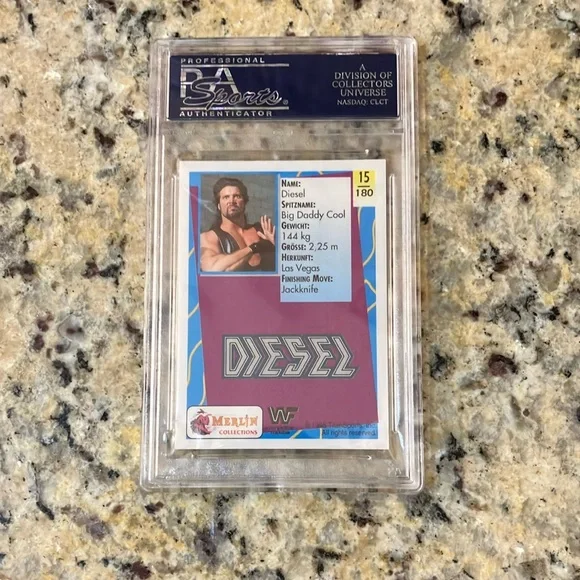 PROFESSIONAL
PSA
Sports
®
AUTHENTICATOR
A
DIVISION OF
COLLECTORS
UNIVERSE
NASDAQ: CLCT
NAME:
Diesel
SPITZNAME:
Big Daddy Cool
GEWICHT:
144 kg
GRÖSSE: 2,25 m
HERKUNFT:
Las Vegas
FINISHING MOVE:
Jackknife
15
180
DIESEL
MERLIN
COLLECTIONS
WF
All rights reserved.